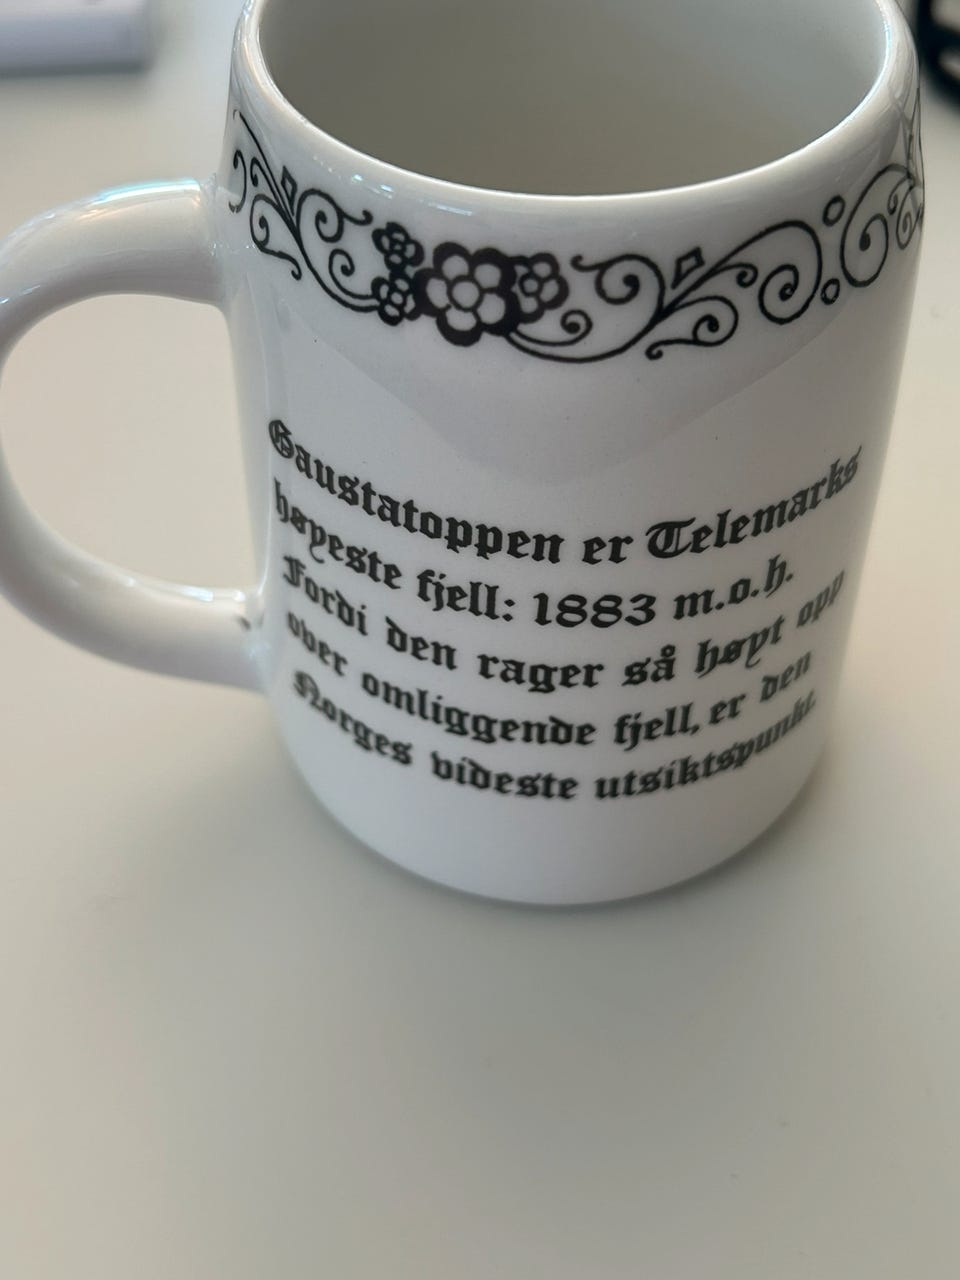 Gaustatoppen er Telemarks
høyeste fjell: 1883 m.o.h.
Fordi den rager så høyt opp
over omliggende fjell, er den
Norges videste utsiktspunkt.